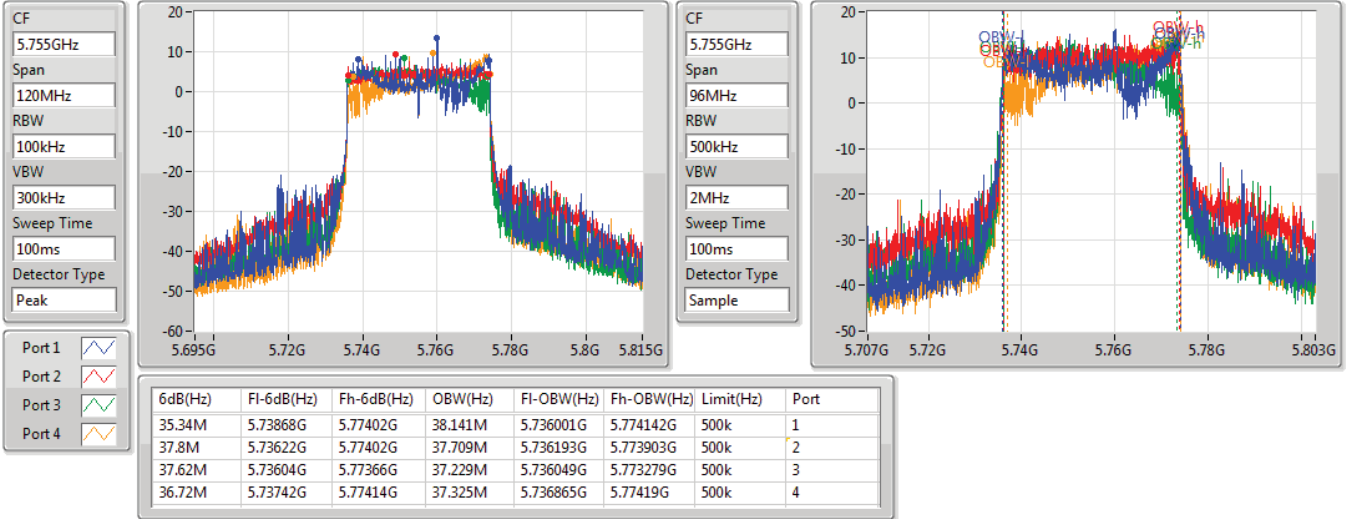 CF
5.755GHz
Span
120MHz
RBW
100kHz
VBW
300kHz
Sweep Time
100ms
Detector Type
Peak
20
10
0
-10
-20
-30
-40
-50
-60
5.695G 5.72G 5.74G 5.76G 5.78G 5.8G 5.815G
CF
5.755GHz
Span
96MHz
RBW
500kHz
VBW
2MHz
Sweep Time
100ms
Detector Type
Sample
20
10
0
-10
-20
-30
-40
-50
OBW-l
OBW-h
OBW-h
5.707G 5.72G 5.74G 5.76G 5.78G 5.803G
Port 1
Port 2
Port 3
Port 4
6dB(Hz) Fl-6dB(Hz) Fh-6dB(Hz) OBW(Hz) Fl-OBW(Hz) Fh-OBW(Hz) Limit(Hz) Port
35.34M 5.73868G 5.77402G 38.141M 5.736001G 5.774142G 500k 1
37.8M 5.73622G 5.77402G 37.709M 5.736193G 5.773903G 500k 2
37.62M 5.73604G 5.77366G 37.229M 5.736049G 5.773279G 500k 3
36.72M 5.73742G 5.77414G 37.325M 5.736865G 5.77419G 500k 4